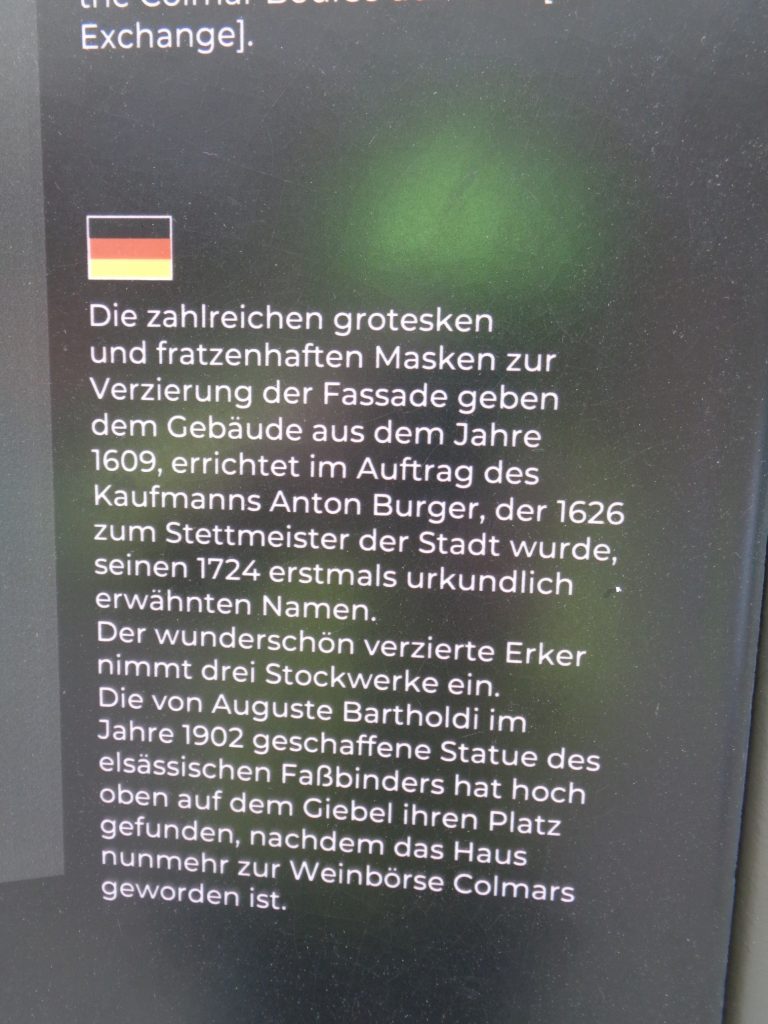 the Colmar
Exchange].
Die zahlreichen grotesken
und fratzenhaften Masken zur
Verzierung der Fassade geben
dem Gebäude aus dem Jahre
1609, errichtet im Auftrag des
Kaufmanns Anton Burger, der 1626
zum Stettmeister der Stadt wurde,
seinen 1724 erstmals urkundlich
erwähnten Namen.
Der wunderschön verzierte Erker
nimmt drei Stockwerke ein.
Die von Auguste Bartholdi im
Jahre 1902 geschaffene Statue des
elsässischen Faßbinders hat hoch
oben auf dem Giebel ihren Platz
gefunden, nachdem das Haus
nunmehr zur Weinbörse Colmars
geworden ist.